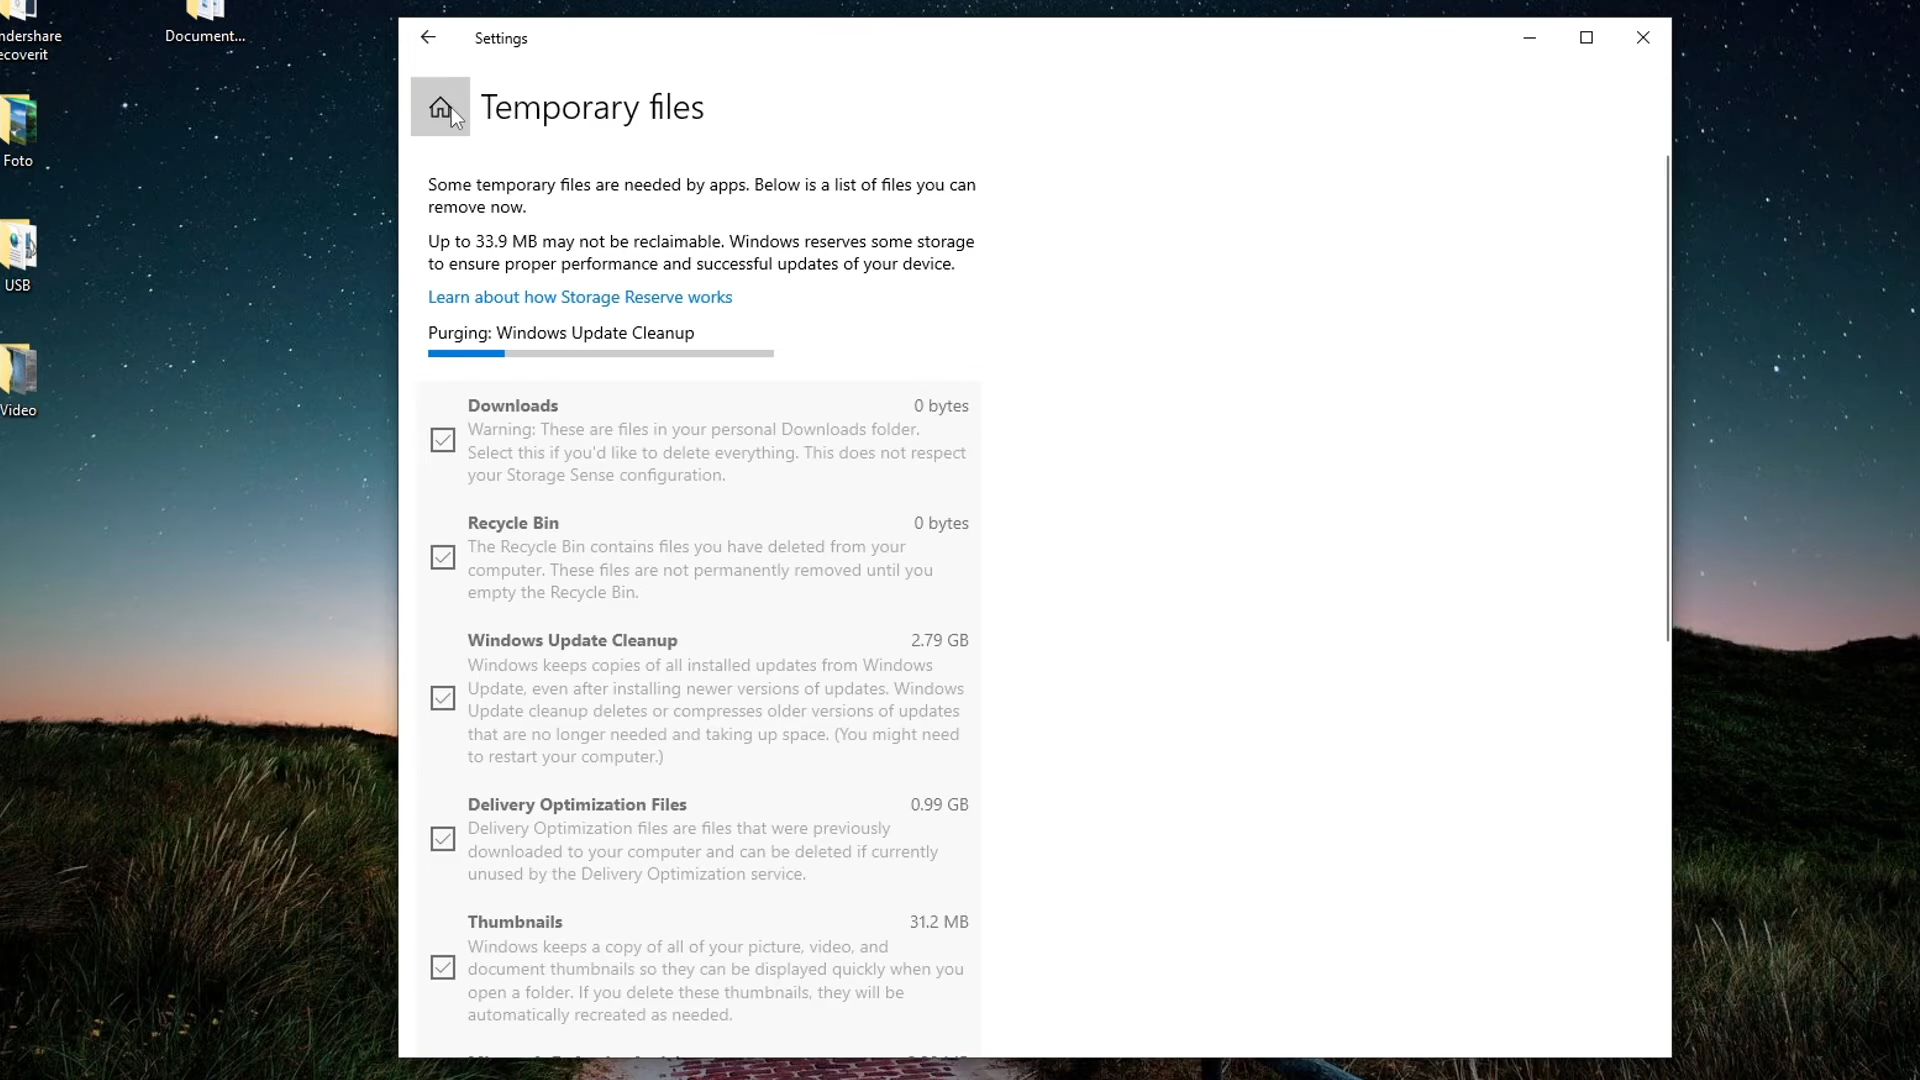 ndershare
ecoverit
Document...
Foto
USB
Video
Settings
Temporary files
Some temporary files are needed by apps. Below is a list of files you can
remove now.
Up to 33.9 MB may not be reclaimable. Windows reserves some storage
to ensure proper performance and successful updates of your device.
Learn about how Storage Reserve works
Purging: Windows Update Cleanup
Downloads 0 bytes
Warning: These are files in your personal Downloads folder.
Select this if you'd like to delete everything. This does not respect
your Storage Sense configuration.
Recycle Bin 0 bytes
The Recycle Bin contains files you have deleted from your
computer. These files are not permanently removed until you
empty the Recycle Bin.
Windows Update Cleanup 2.79 GB
Windows keeps copies of all installed updates from Windows
Update, even after installing newer versions of updates. Windows
Update cleanup deletes or compresses older versions of updates
that are no longer needed and taking up space. (You might need
to restart your computer.)
Delivery Optimization Files 0.99 GB
Delivery Optimization files are files that were previously
downloaded to your computer and can be deleted if currently
unused by the Delivery Optimization service.
Thumbnails 31.2 MB
Windows keeps a copy of all of your picture, video, and
document thumbnails so they can be displayed quickly when you
open a folder. If you delete these thumbnails, they will be
automatically recreated as needed.